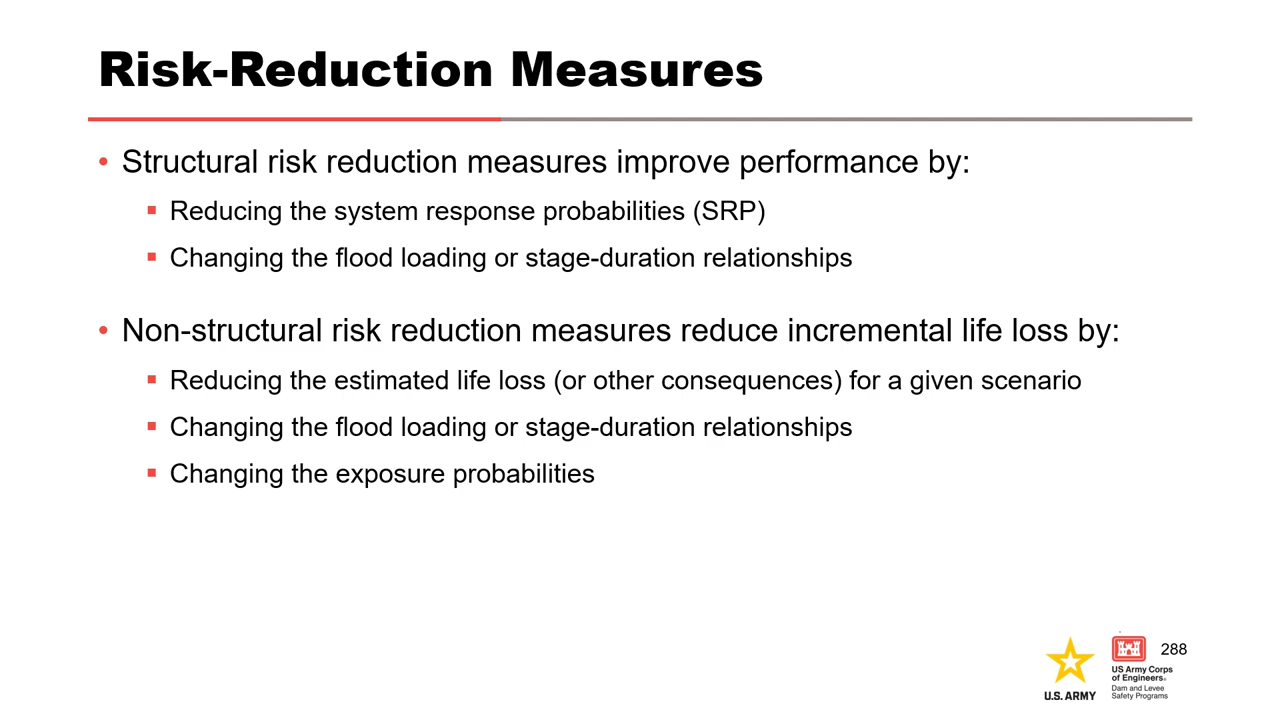 Risk-Reduction Measures
• Structural risk reduction measures improve performance by:
▪ Reducing the system response probabilities (SRP)
▪ Changing the flood loading or stage-duration relationships
• Non-structural risk reduction measures reduce incremental life loss by:
▪ Reducing the estimated life loss (or other consequences) for a given scenario
▪ Changing the flood loading or stage-duration relationships
▪ Changing the exposure probabilities
288
U.S. ARMY
US Army Corps
of Engineers®
Dam and Levee
Safety Programs